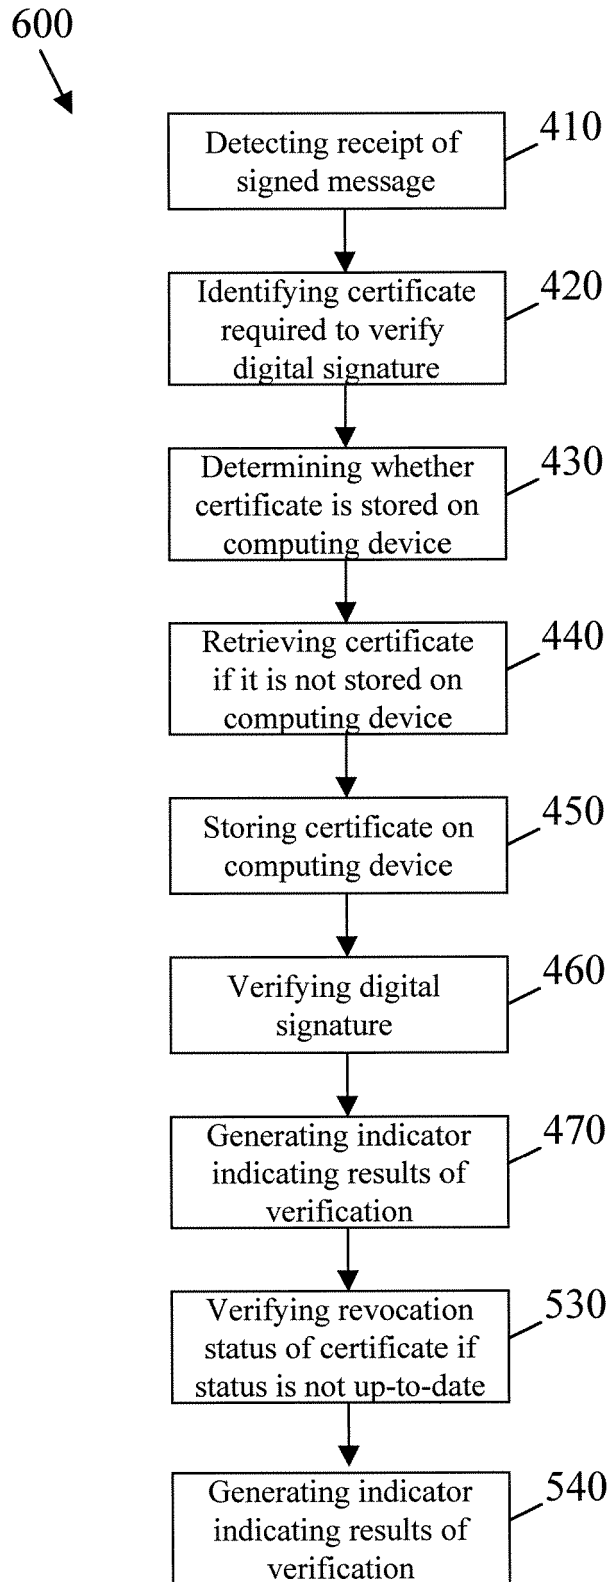 600
410
Detecting receipt of
signed message
420
Identifying certificate
required to verify
digital signature
430
Determining whether
certificate is stored on
computing device
440
Retrieving certificate
if it is not stored on
computing device
450
Storing certificate on
computing device
460
Verifying digital
signature
470
Generating indicator
indicating results of
verification
530
Verifying revocation
status of certificate if
status is not up-to-date
540
Generating indicator
indicating results of
verification